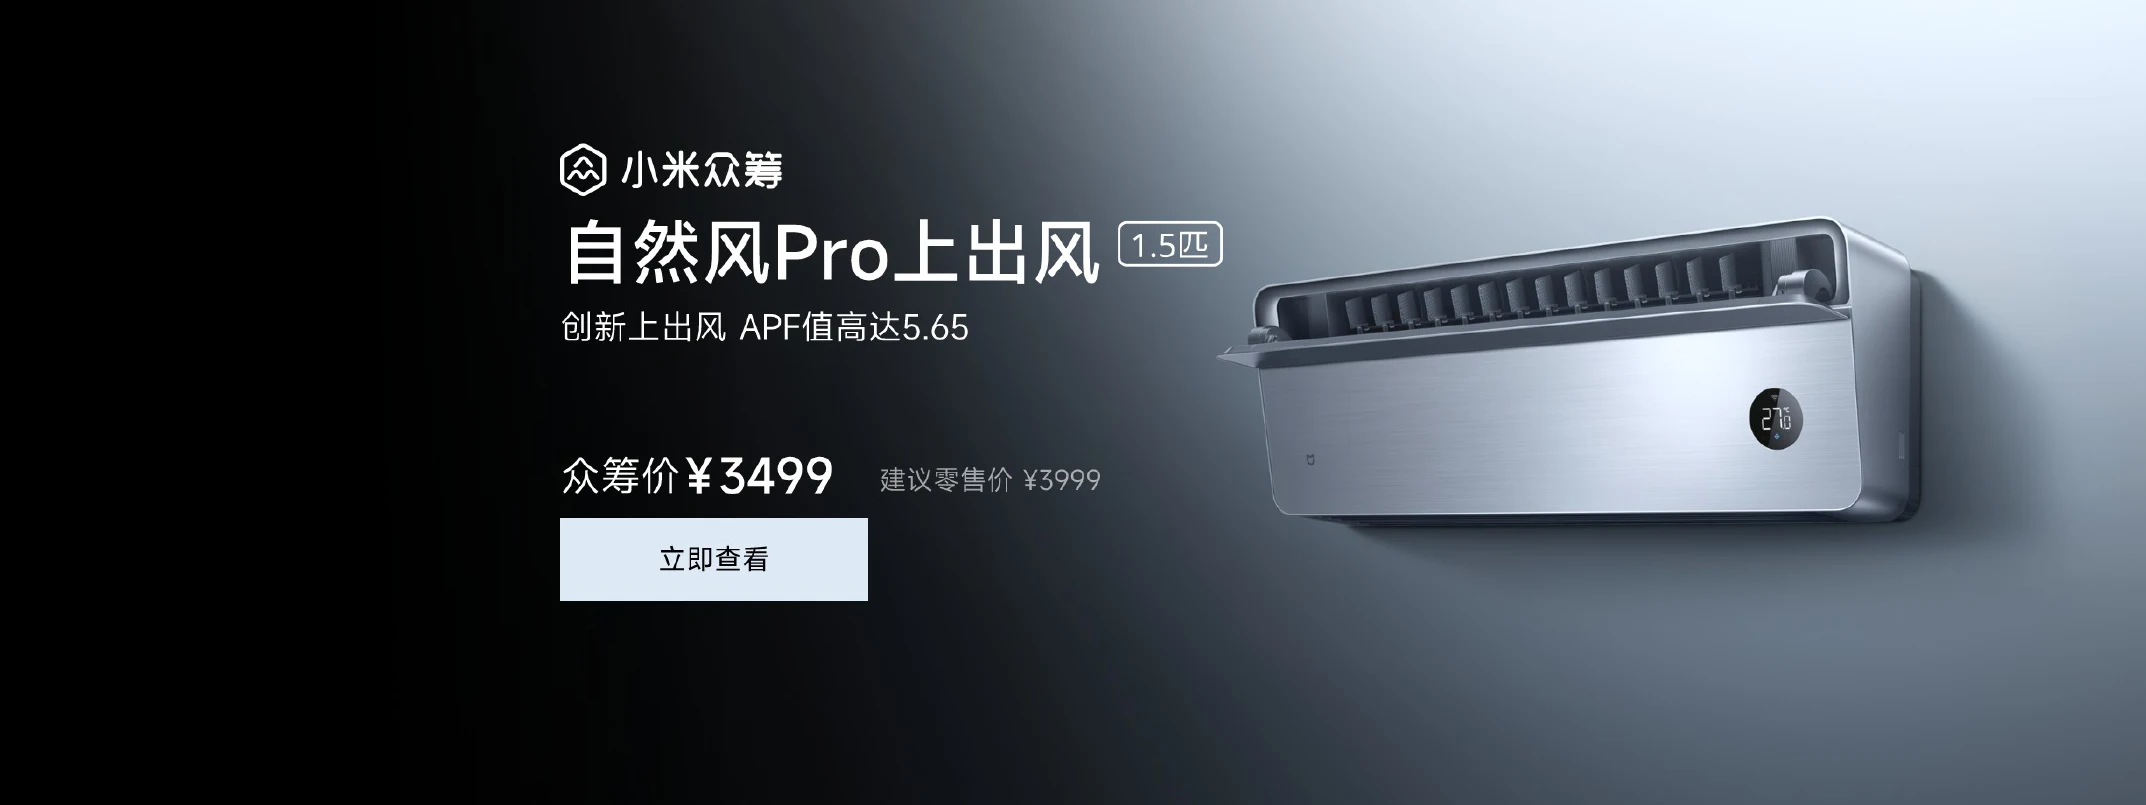 小米众筹
自然风Pro上出风 1.5匹
创新上出风 APF值高达5.65
众筹价¥3499 建议零售价 ¥3999
立即查看
27.0℃